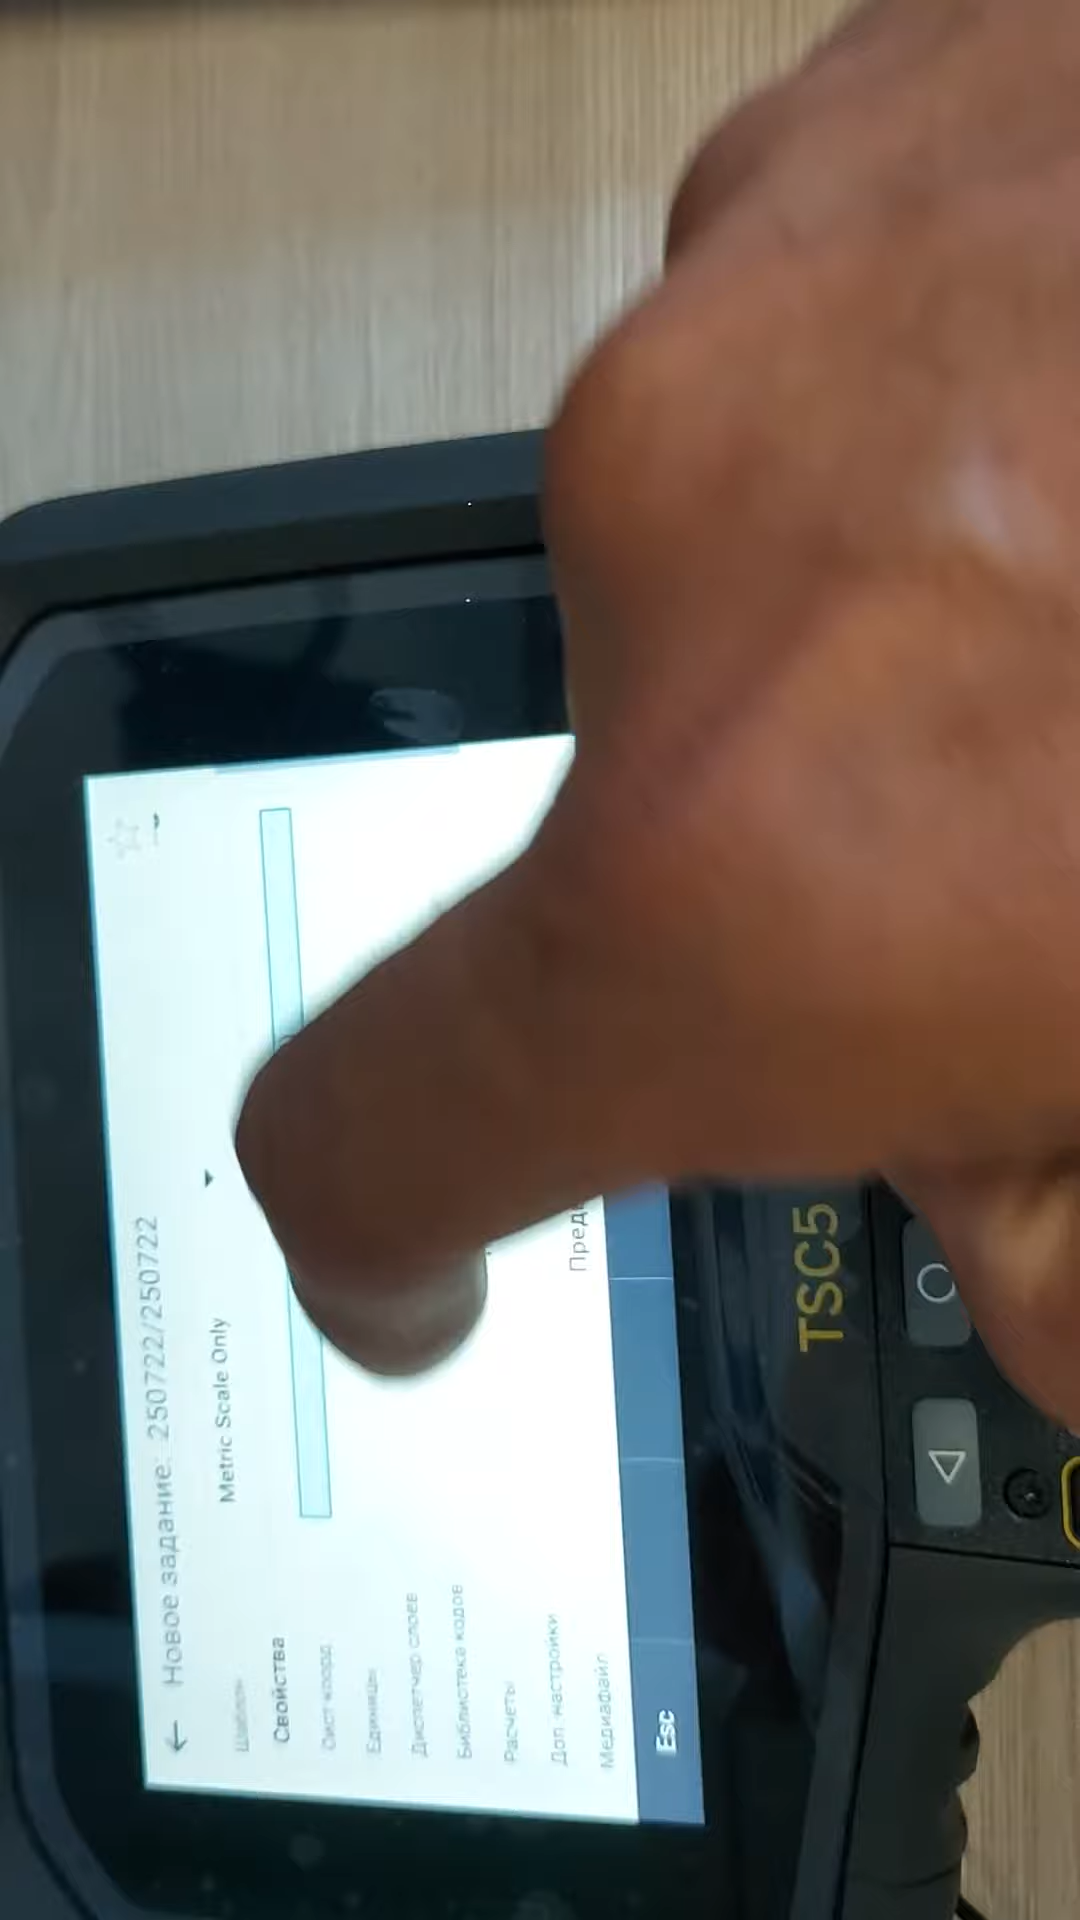 ← Новое задание: 250722/250722
Шаблон Metric Scale Only
Свойства
Сист коорд
Единицы
Диспетчер слоев
Библиотека кодов
Расчеты
Доп. настройки
Медиафайл
Esc
TSC5